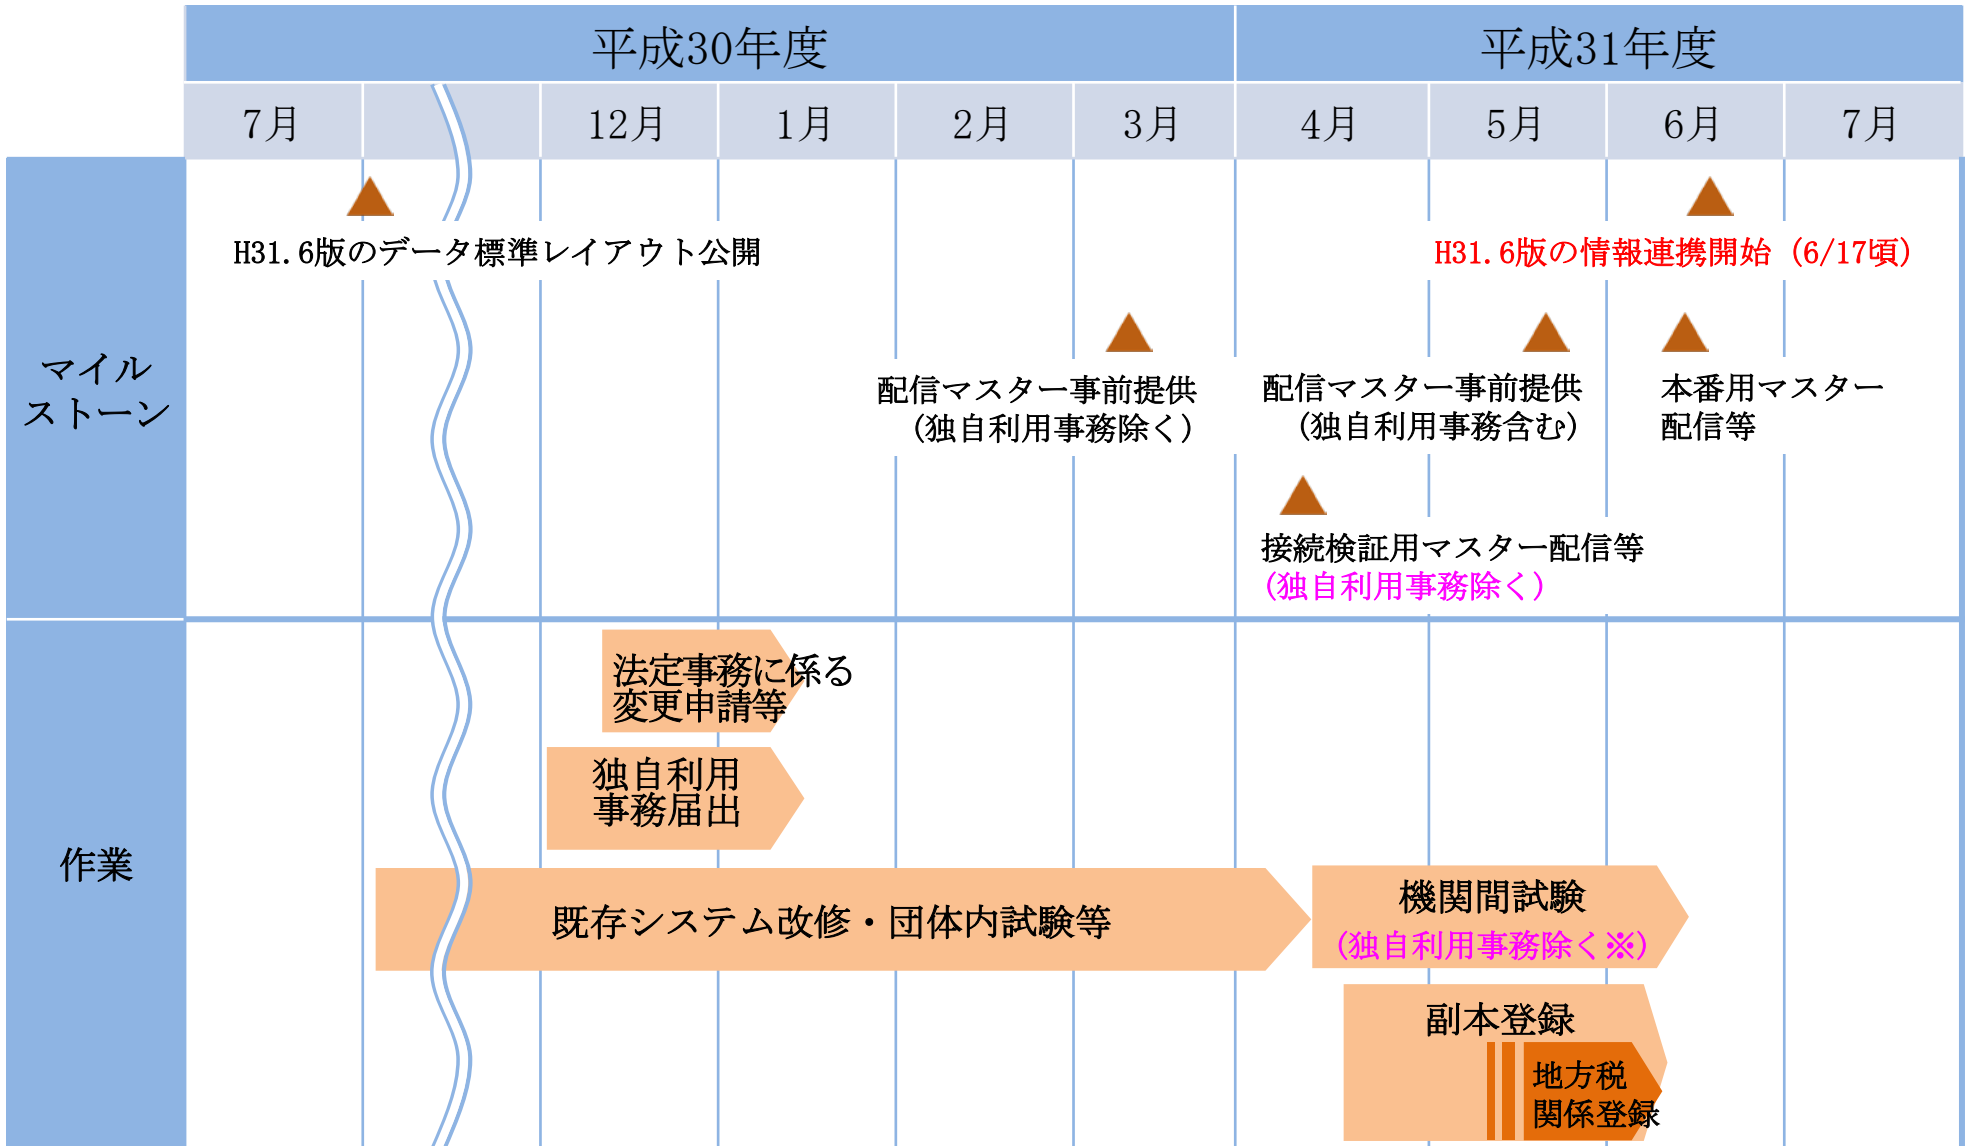 平成30年度
平成31年度
7月
12月
1月
2月
3月
4月
5月
6月
7月
マイル
ストーン
H31.6版のデータ標準レイアウト公開
H31.6版の情報連携開始（6/17頃）
配信マスター事前提供
（独自利用事務除く）
配信マスター事前提供
（独自利用事務含む）
本番用マスター
配信等
接続検証用マスター配信等
（独自利用事務除く）
作業
法定事務に係る
変更申請等
独自利用
事務届出
既存システム改修・団体内試験等
機関間試験
（独自利用事務除く※）
副本登録
地方税
関係登録